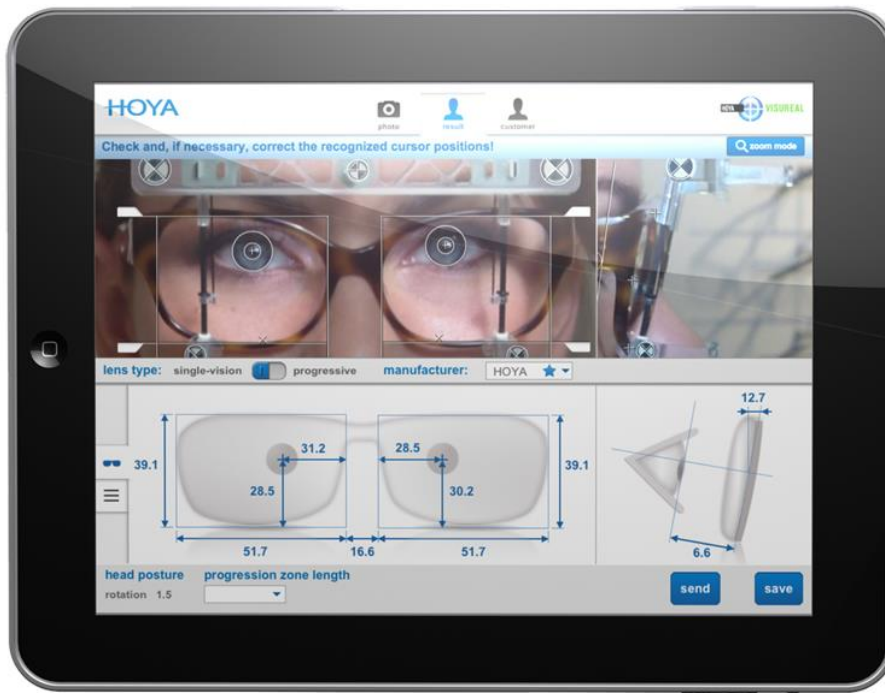 HOYA
photo
result
customer
HOYA
VISUREAL
Check and, if necessary, correct the recognized cursor positions!
zoom mode
lens type: single-vision progressive manufacturer: HOYA
12.7
39.1
31.2
28.5
39.1
28.5
30.2
51.7
16.6
51.7
6.6
head posture
progression zone length
rotation 1.5
send
save